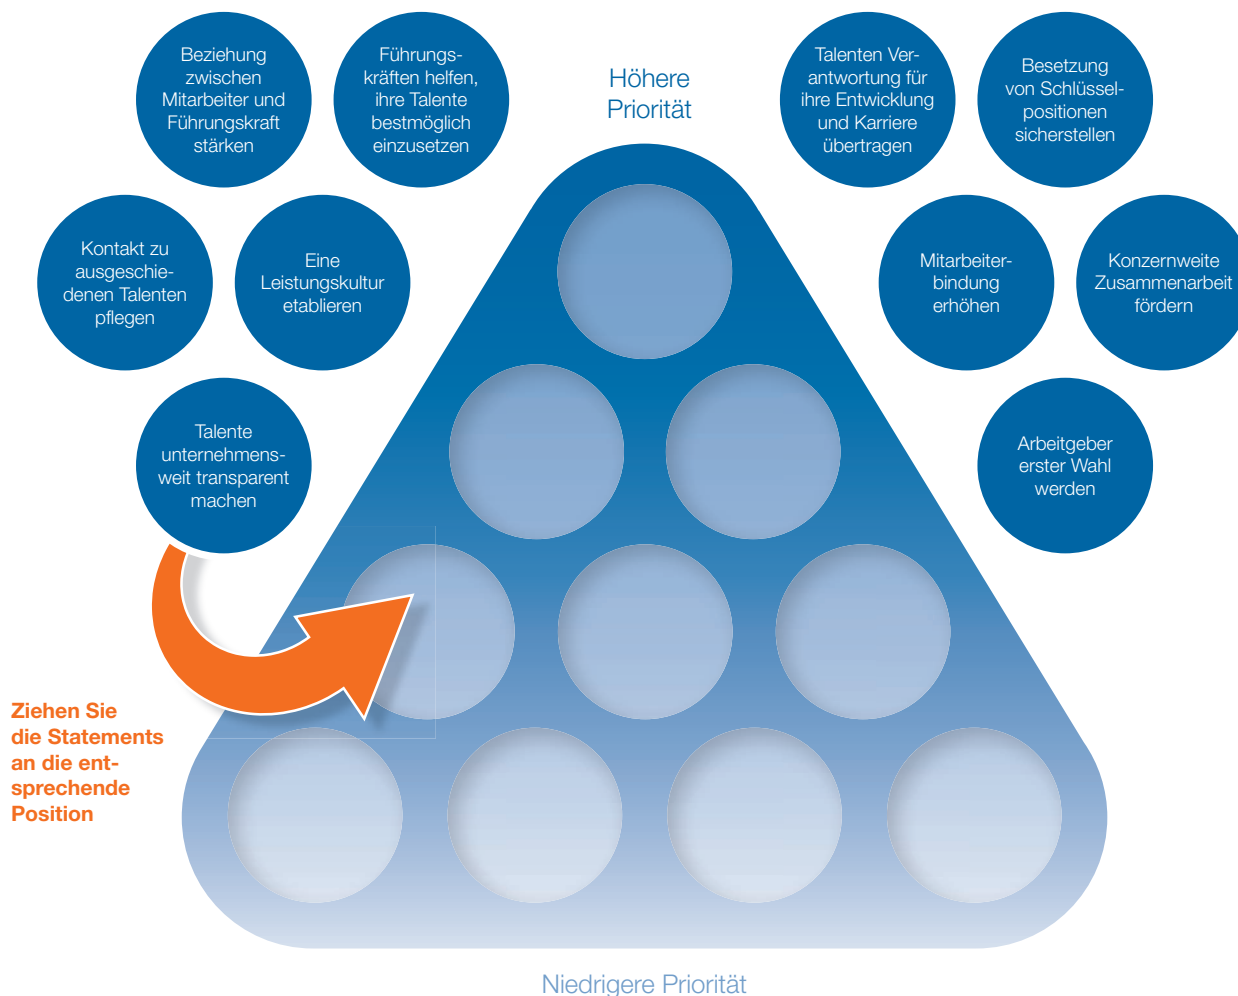 Beziehung
zwischen
Mitarbeiter und
Führungskraft
stärken
Führungs-
kräften helfen,
ihre Talente
bestmöglich
einzusetzen
Höhere
Priorität
Talenten Ver-
antwortung für
ihre Entwicklung
und Karriere
übertragen
Besetzung
von Schlüssel-
positionen
sicherstellen
Kontakt zu
ausgeschie-
denen Talenten
pflegen
Eine
Leistungskultur
etablieren
Mitarbeiter-
bindung
erhöhen
Konzernweite
Zusammenarbeit
fördern
Talente
unternehmens-
weit transparent
machen
Arbeitgeber
erster Wahl
werden
Ziehen Sie
die Statements
an die ent-
sprechende
Position
Niedrigere Priorität